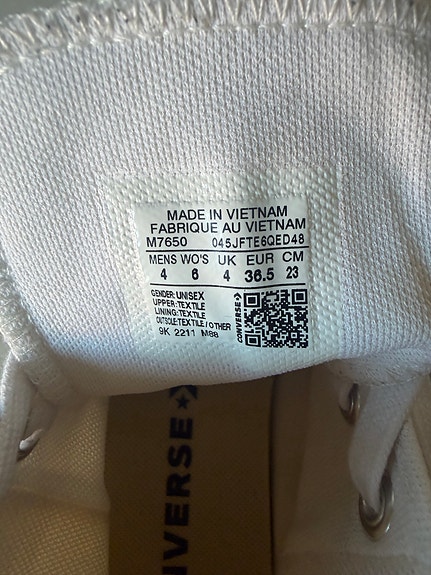 MADE IN VIETNAM
FABRIQUE AU VIETNAM
M7650 045JFTE6QED48
MENS WO'S UK EUR CM
4 6 4 36.5 23
GENDER:UNISEX
UPPER:TEXTILE
LINING:TEXTILE
OUTSOLE:TEXTILE/OTHER
9K 2211 M88
CONVERSE
NVERSE